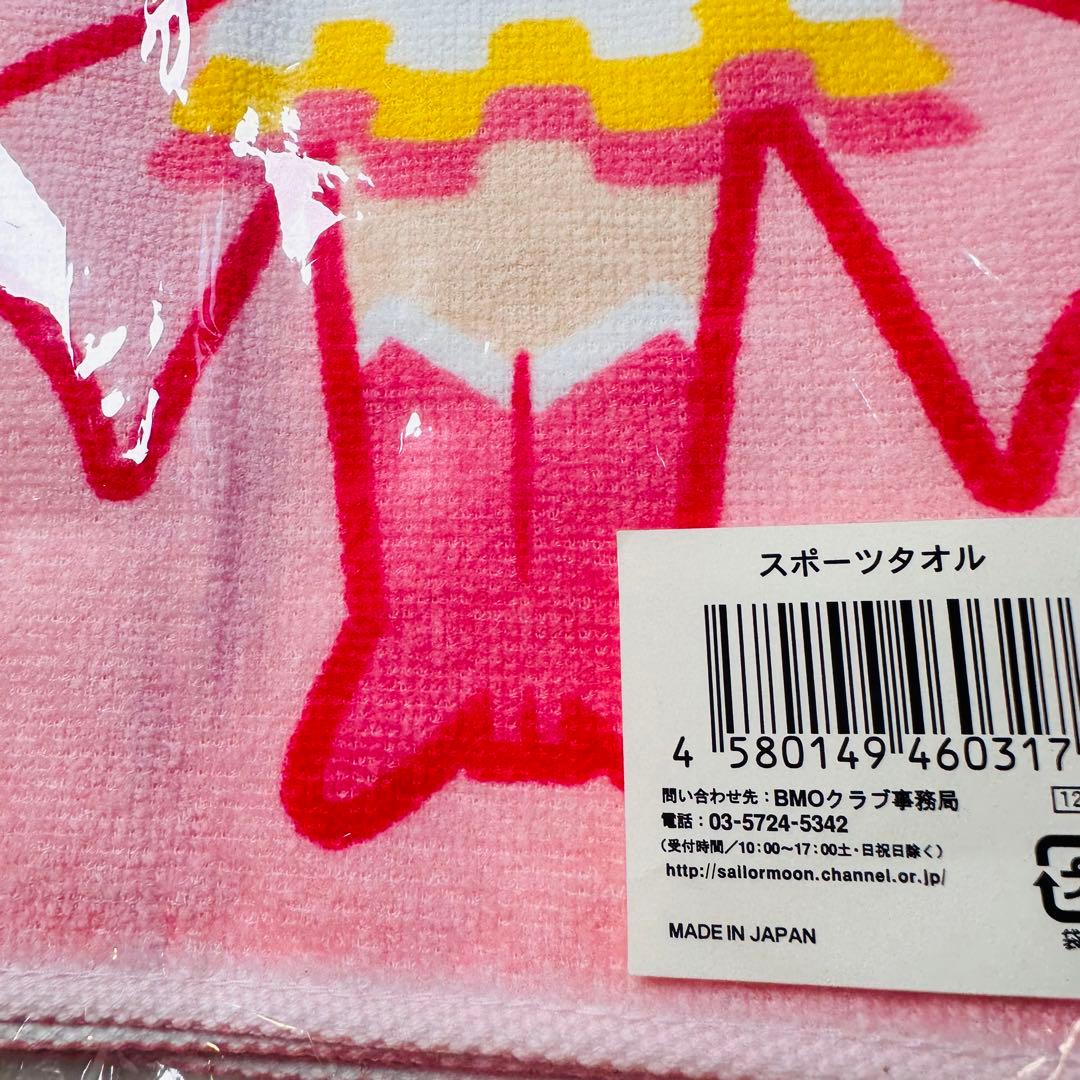 スポーツタオル
4 580149 460317
問い合わせ先：BMOクラブ事務局
電話：03-5724-5342
（受付時間／10:00〜17:00土・日祝日除く）
http://sailormoon.channel.or.jp/
MADE IN JAPAN
12
袋